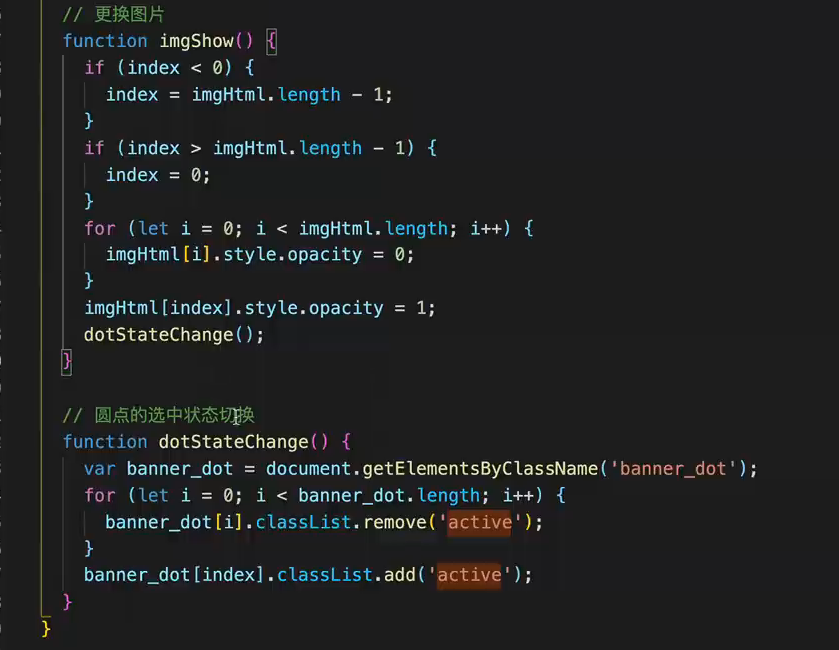 // 更换图片
function imgShow() {
if (index < 0) {
index = imgHtml.length - 1;
}
if (index > imgHtml.length - 1) {
index = 0;
}
for (let i = 0; i < imgHtml.length; i++) {
imgHtml[i].style.opacity = 0;
}
imgHtml[index].style.opacity = 1;
dotStateChange();
}
// 圆点的选中状态切换
function dotStateChange() {
var banner_dot = document.getElementsByClassName('banner_dot');
for (let i = 0; i < banner_dot.length; i++) {
banner_dot[i].classList.remove('active');
}
banner_dot[index].classList.add('active');
}
}